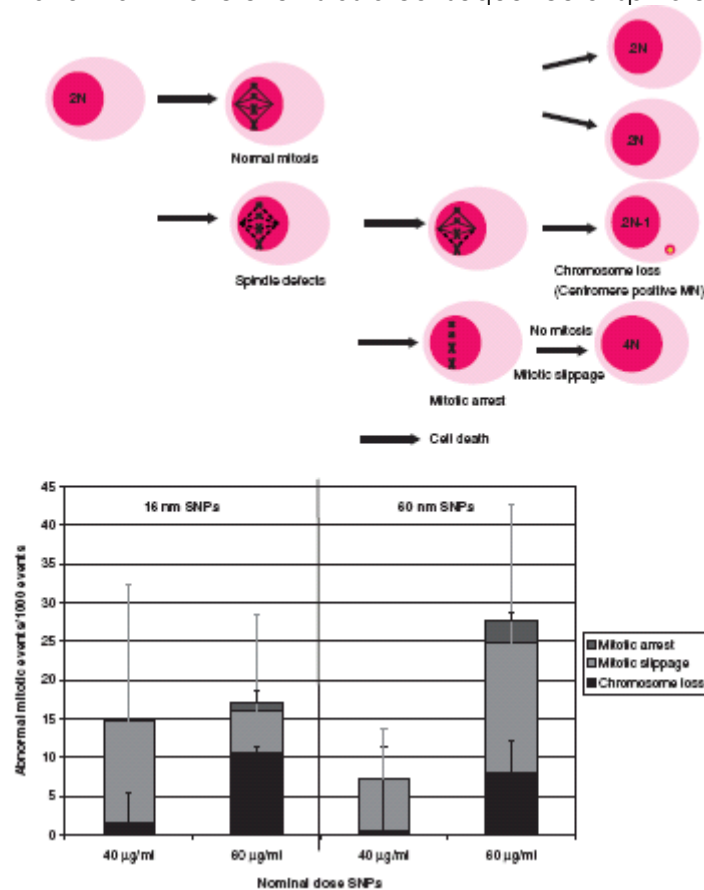 2N
2N
2N
Normal mitosis
Spindle defects
2N-1
Chromosome loss
(Centromere positive MN)
No mitosis
4N
Mitotic slippage
Mitotic arrest
Cell death
45
40
35
30
25
20
15
10
5
0
Abnormal mitotic events/1000 events
16 nm SNPs
60 nm SNPs
Mitotic arrest
Mitotic slippage
Chromosome loss
40 µg/ml
60 µg/ml
40 µg/ml
60 µg/ml
Nominal dose SNPs